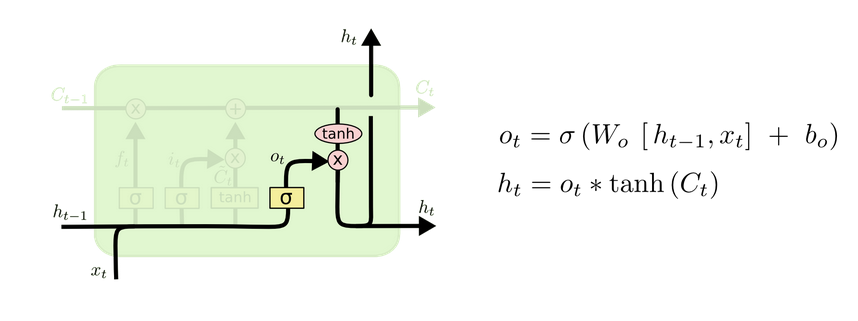 h_t
C_{t-1} x + C_t
tanh
f_t i_t x o_t x
C̃_t
σ σ tanh σ
h_{t-1} h_t
x_t
o_t = σ (W_o [h_{t-1}, x_t] + b_o)
h_t = o_t * tanh (C_t)